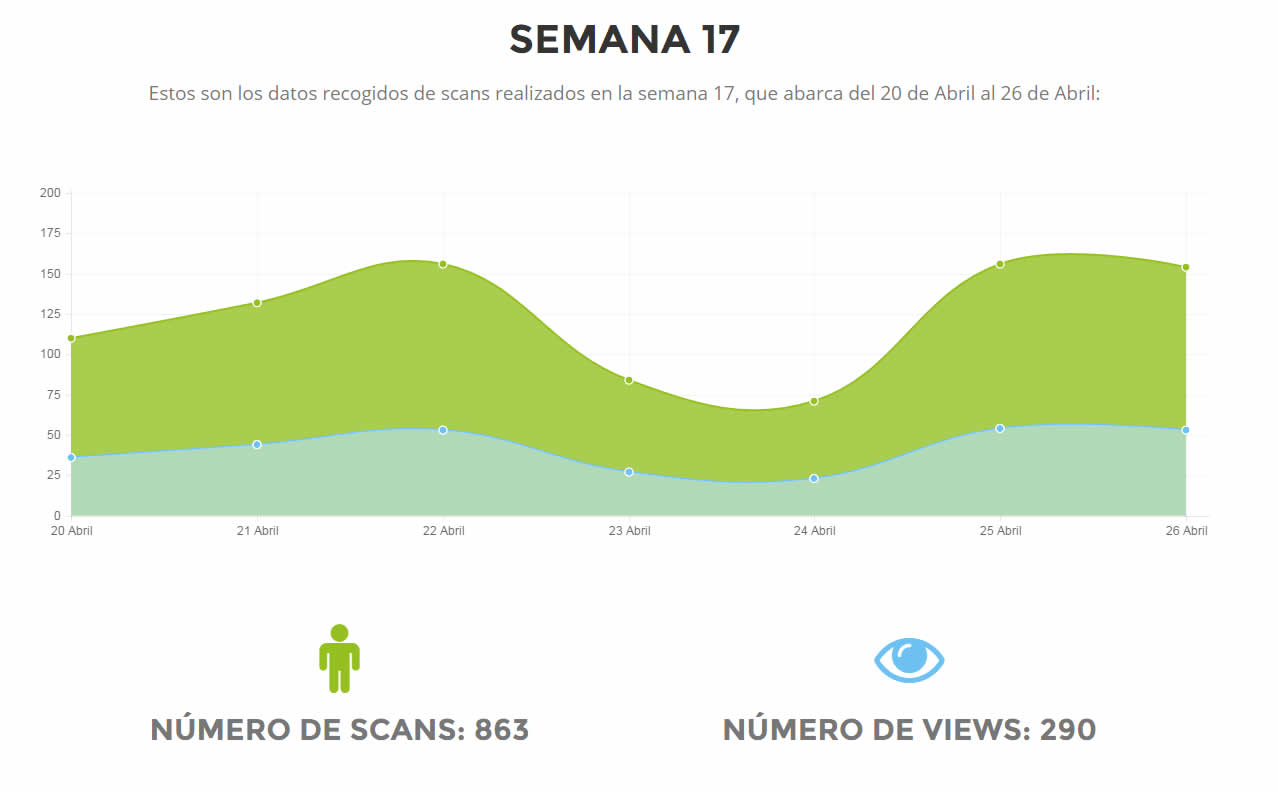 SEMANA 17
Estos son los datos recogidos de scans realizados en la semana 17, que abarca del 20 de Abril al 26 de Abril:
200
175
150
125
100
75
50
25
0
20 Abril 21 Abril 22 Abril 23 Abril 24 Abril 25 Abril 26 Abril
NÚMERO DE SCANS: 863 NÚMERO DE VIEWS: 290